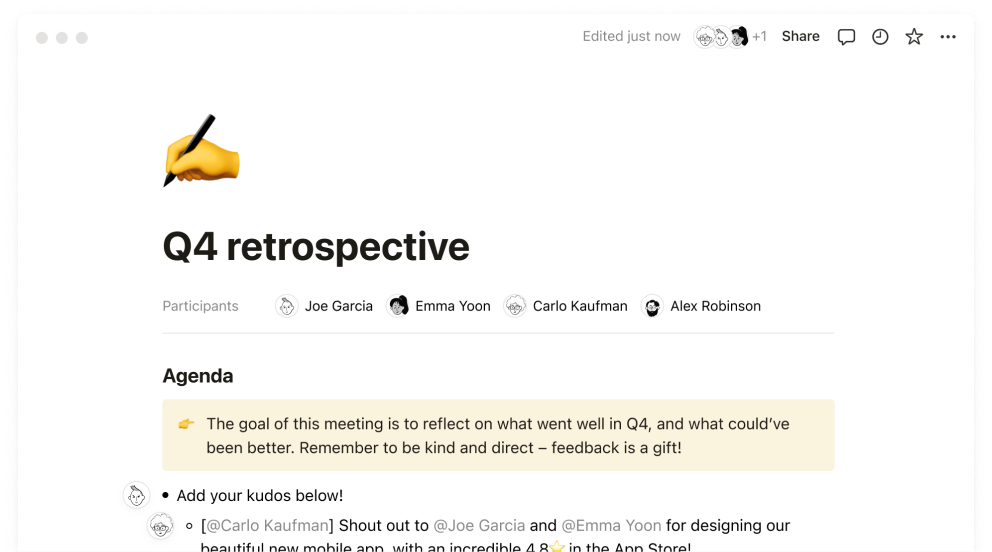 Edited just now +1 Share
Q4 retrospective
Participants Joe Garcia Emma Yoon Carlo Kaufman Alex Robinson
Agenda
The goal of this meeting is to reflect on what went well in Q4, and what could’ve
been better. Remember to be kind and direct – feedback is a gift!
Add your kudos below!
[@Carlo Kaufman] Shout out to @Joe Garcia and @Emma Yoon for designing our
beautiful new mobile app, with an incredible 4.8⭐ in the App Store!